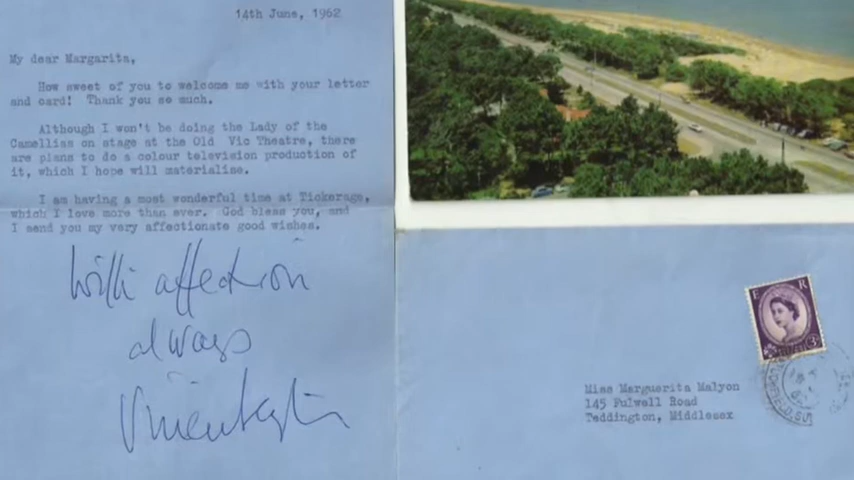 14th June, 1962
My dear Margarita,
How sweet of you to welcome me with your letter
and card! Thank you so much.
Although I won't be doing the Lady of the
Camellias on stage at the Old Vic Theatre, there
are plans to do a colour television production of
it, which I hope will materialise.
I am having a most wonderful time at Tickerage,
which I love more than ever. God bless you, and
I send you my very affectionate good wishes.
With affection
always
Vivien Leigh
E R
3D
Miss Marguerita Malyon
145 Fulwell Road
Teddington, Middlesex